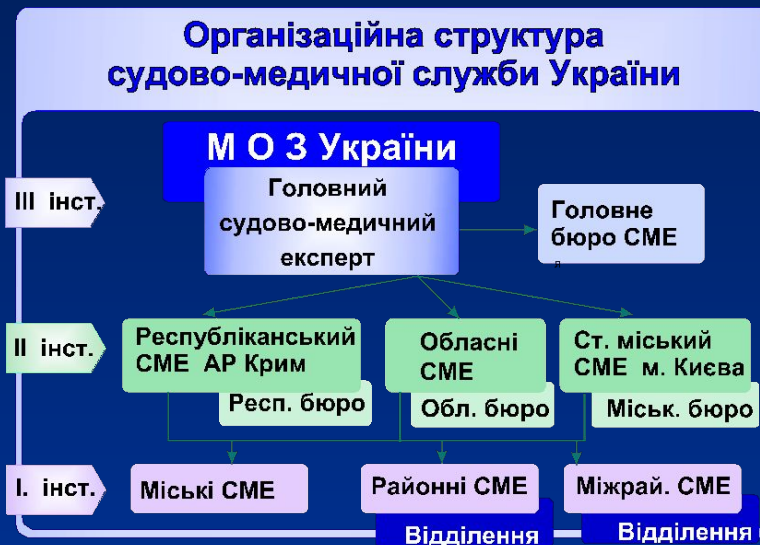 Організаційна структура
судово-медичної служби України
М О З України
ІІІ інст.
Головний
судово-медичний
експерт
Головне
бюро СМЕ
я
ІІ інст.
Республіканський
СМЕ АР Крим
Респ. бюро
Обласні
СМЕ
Обл. бюро
Ст. міський
СМЕ м. Києва
Міськ. бюро
І. інст.
Міські СМЕ
Районні СМЕ
Відділення
Міжрай. СМЕ
Відділення